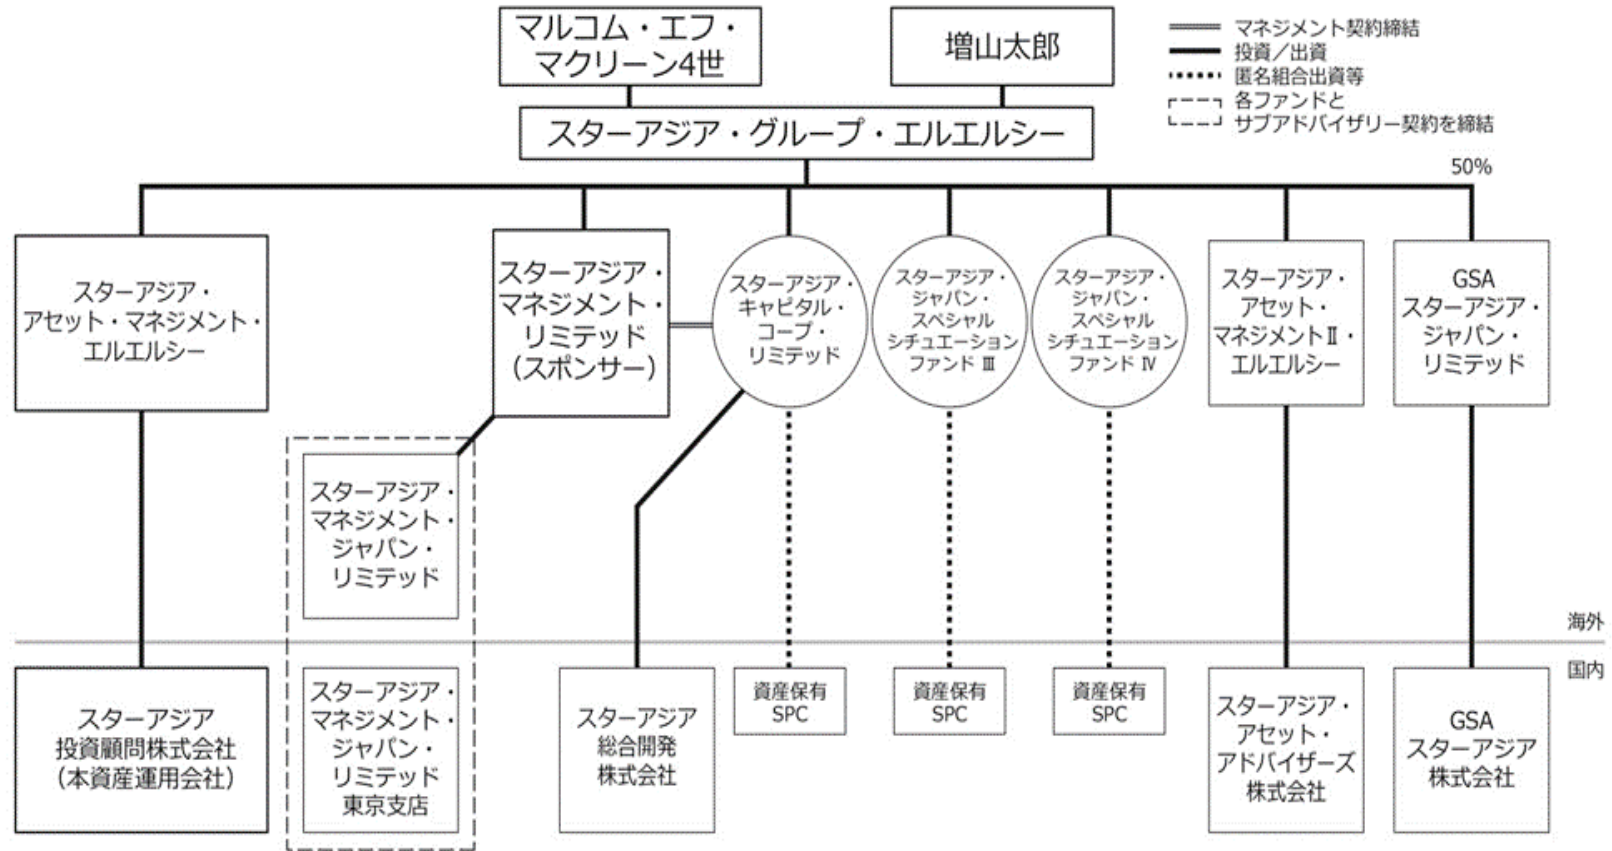 マルコム・エフ・
マクリーン4世
増山太郎
マネジメント契約締結
投資／出資
匿名組合出資等
各ファンドと
サブアドバイザリー契約を締結
スターアジア・グループ・エルエルシー
50%
スターアジア・
アセット・マネジメント・
エルエルシー
スターアジア・
マネジメント・
リミテッド
（スポンサー）
スターアジア・
キャピタル・
コープ・
リミテッド
スターアジア・
ジャパン・
スペシャル
シチュエーション
ファンド Ⅲ
スターアジア・
ジャパン・
スペシャル
シチュエーション
ファンド Ⅳ
スターアジア・
アセット・
マネジメントⅡ・
エルエルシー
GSA
スターアジア・
ジャパン・
リミテッド
スターアジア・
マネジメント・
ジャパン・
リミテッド
海外
国内
スターアジア
投資顧問株式会社
（本資産運用会社）
スターアジア・
マネジメント・
ジャパン・
リミテッド
東京支店
スターアジア
総合開発
株式会社
資産保有
SPC
資産保有
SPC
資産保有
SPC
スターアジア・
アセット・
アドバイザーズ
株式会社
GSA
スターアジア
株式会社